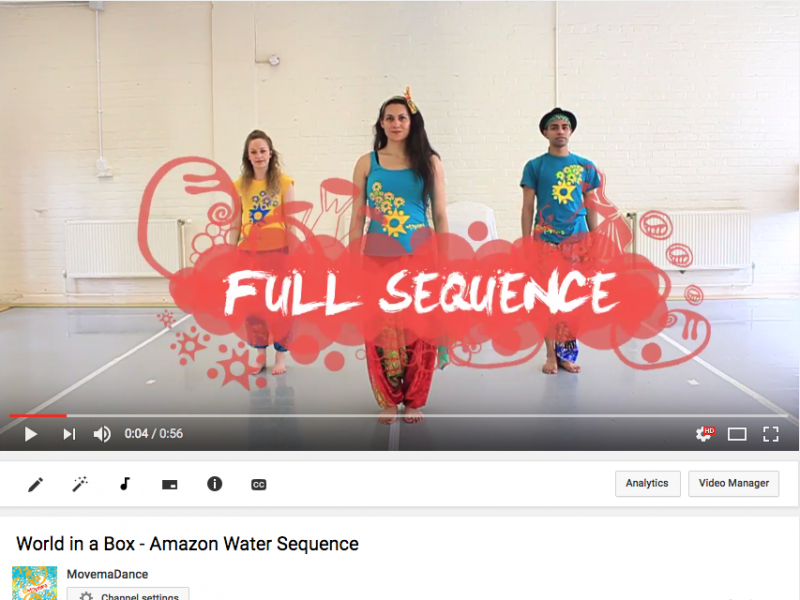 FULL SEQUENCE
0:04 / 0:56
HD
CC
Analytics
Video Manager
World in a Box - Amazon Water Sequence
MovemaDance
Channel settings